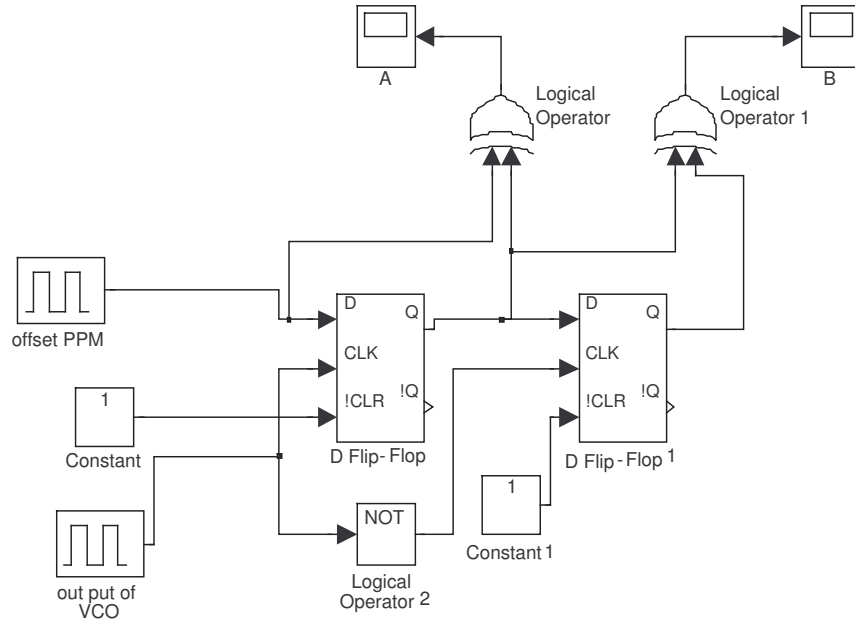 A
B
Logical
Operator
Logical
Operator 1
offset PPM
D
Q
CLK
!Q
!CLR
D Flip-Flop
D
Q
CLK
!Q
!CLR
D Flip-Flop 1
1
Constant
1
Constant 1
NOT
Logical
Operator 2
out put of
VCO